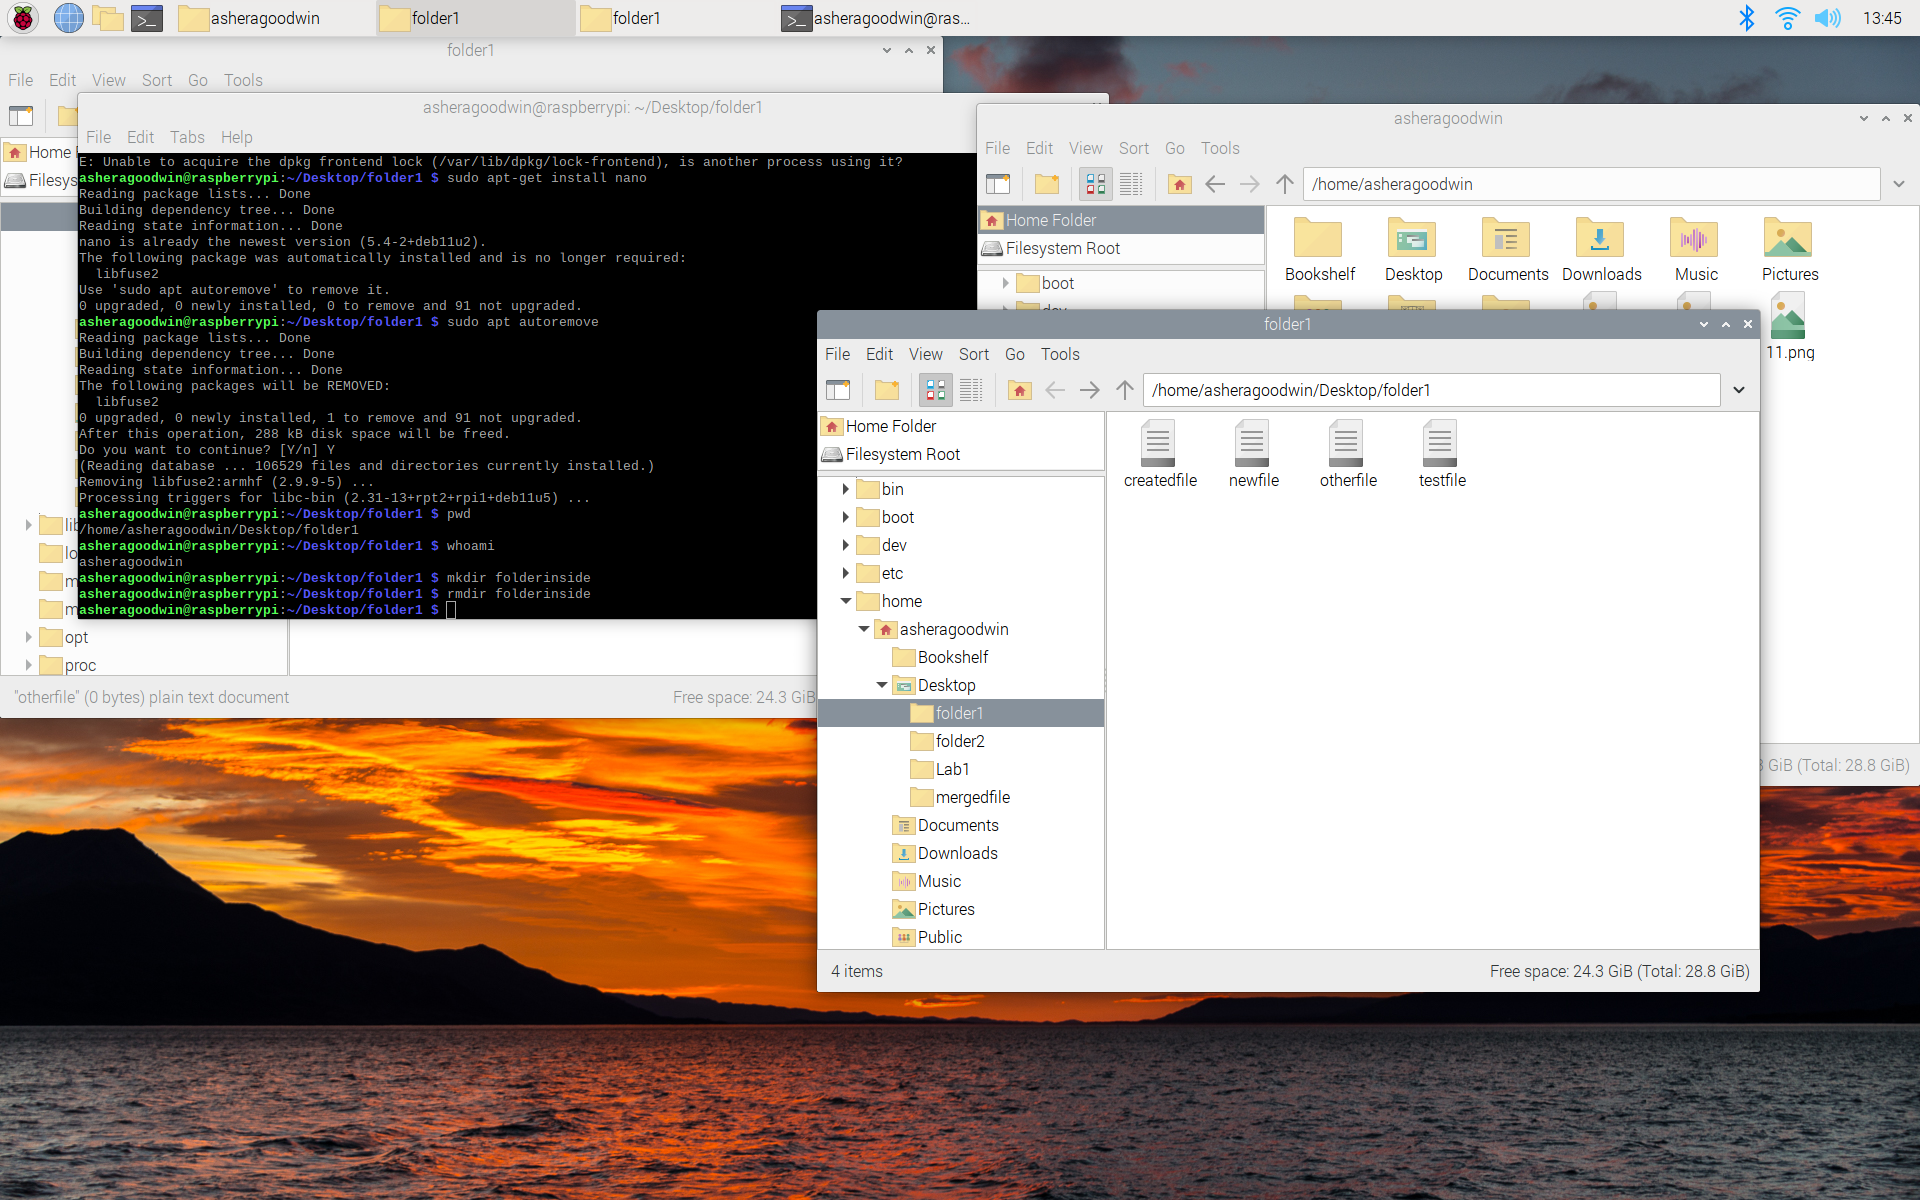 asheragoodwin
folder1
folder1
asheragoodwin@ras...
13:45
folder1
File Edit View Sort Go Tools
Home
Filesys
lib
lo
m
m
opt
proc
"otherfile" (0 bytes) plain text document
Free space: 24.3 GiB
asheragoodwin@raspberrypi: ~/Desktop/folder1
File Edit Tabs Help
E: Unable to acquire the dpkg frontend lock (/var/lib/dpkg/lock-frontend), is another process using it?
asheragoodwin@raspberrypi:~/Desktop/folder1 $ sudo apt-get install nano
Reading package lists... Done
Building dependency tree... Done
Reading state information... Done
nano is already the newest version (5.4-2+deb11u2).
The following package was automatically installed and is no longer required:
libfuse2
Use 'sudo apt autoremove' to remove it.
0 upgraded, 0 newly installed, 0 to remove and 91 not upgraded.
asheragoodwin@raspberrypi:~/Desktop/folder1 $ sudo apt autoremove
Reading package lists... Done
Building dependency tree... Done
Reading state information... Done
The following packages will be REMOVED:
libfuse2
0 upgraded, 0 newly installed, 1 to remove and 91 not upgraded.
After this operation, 288 kB disk space will be freed.
Do you want to continue? [Y/n] Y
(Reading database ... 106529 files and directories currently installed.)
Removing libfuse2:armhf (2.9.9-5) ...
Processing triggers for libc-bin (2.31-13+rpt2+rpi1+deb11u5) ...
asheragoodwin@raspberrypi:~/Desktop/folder1 $ pwd
/home/asheragoodwin/Desktop/folder1
asheragoodwin@raspberrypi:~/Desktop/folder1 $ whoami
asheragoodwin
asheragoodwin@raspberrypi:~/Desktop/folder1 $ mkdir folderinside
asheragoodwin@raspberrypi:~/Desktop/folder1 $ rmdir folderinside
asheragoodwin@raspberrypi:~/Desktop/folder1 $
asheragoodwin
File Edit View Sort Go Tools
/home/asheragoodwin
Home Folder
Filesystem Root
boot
Bookshelf Desktop Documents Downloads Music Pictures
11.png
GiB (Total: 28.8 GiB)
folder1
File Edit View Sort Go Tools
/home/asheragoodwin/Desktop/folder1
Home Folder
Filesystem Root
bin
boot
dev
etc
home
asheragoodwin
Bookshelf
Desktop
folder1
folder2
Lab1
mergedfile
Documents
Downloads
Music
Pictures
Public
createdfile newfile otherfile testfile
4 items
Free space: 24.3 GiB (Total: 28.8 GiB)